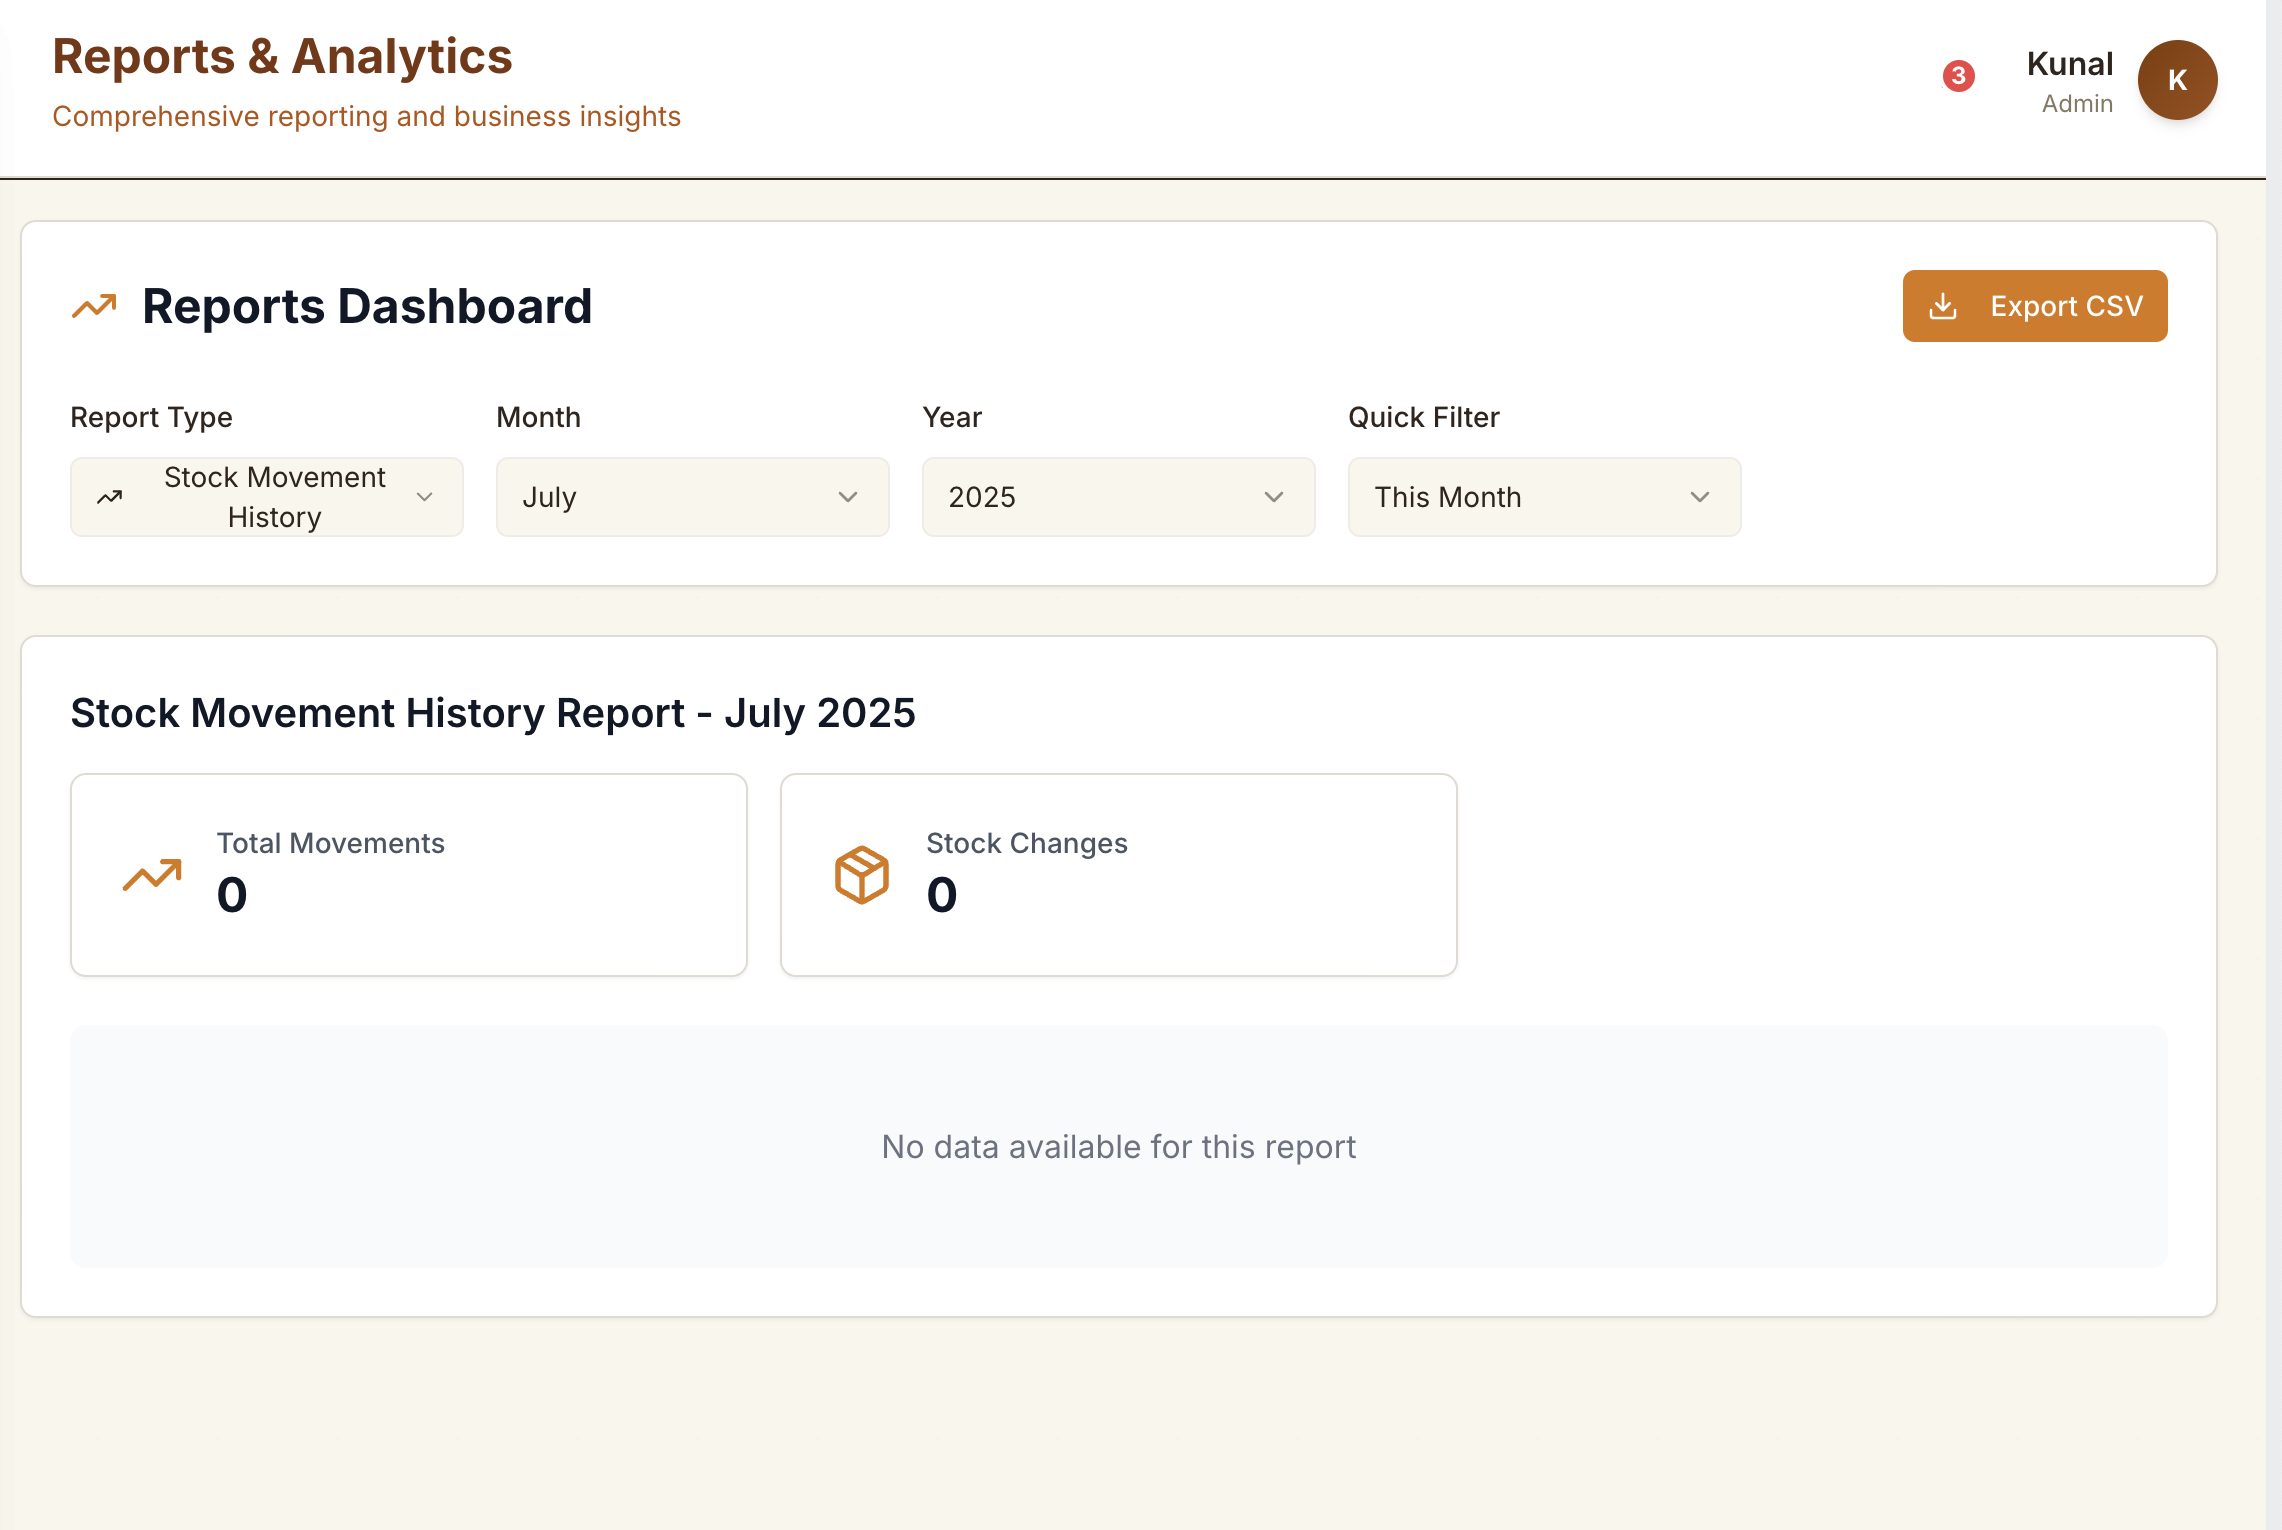 Reports & Analytics
Comprehensive reporting and business insights
3
Kunal
Admin
K
Reports Dashboard
Export CSV
Report Type
Month
Year
Quick Filter
Stock Movement
History
July
2025
This Month
Stock Movement History Report - July 2025
Total Movements
0
Stock Changes
0
No data available for this report